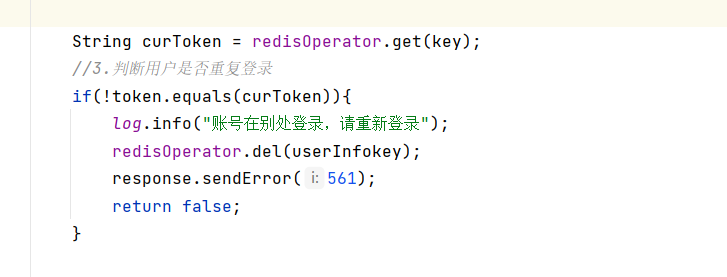 String curToken = redisOperator.get(key);
//3.判断用户是否重复登录
if(!token.equals(curToken)){
log.info("账号在别处登录，请重新登录");
redisOperator.del(userInfokey);
response.sendError( i: 561);
return false;
}